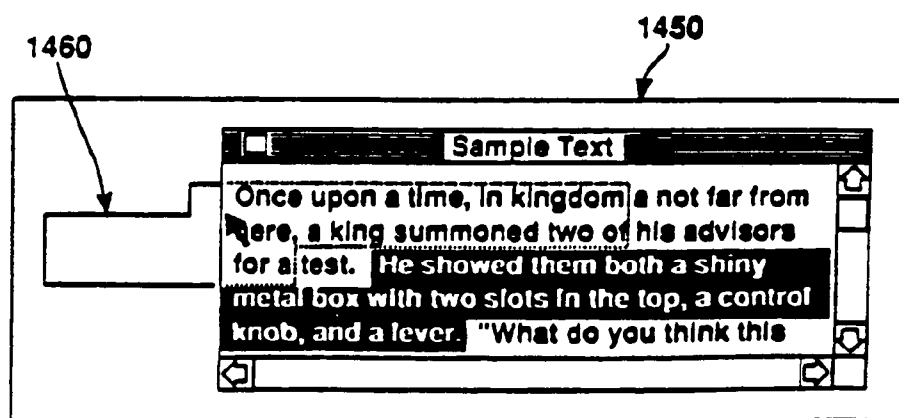 1450
1460
Sample Text
Once upon a time, in kingdom a not far from
here, a king summoned two of his advisors
for a test. He showed them both a shiny
metal box with two slots in the top, a control
knob, and a lever. "What do you think this